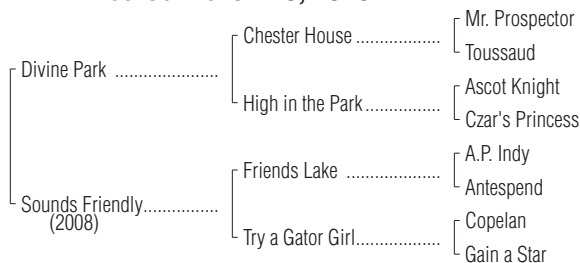 Chester House
Mr. Prospector
Toussaud
Divine Park
High in the Park
Ascot Knight
Czar's Princess
Friends Lake
A.P. Indy
Antespend
Sounds Friendly
(2008)
Try a Gator Girl
Copelan
Gain a Star